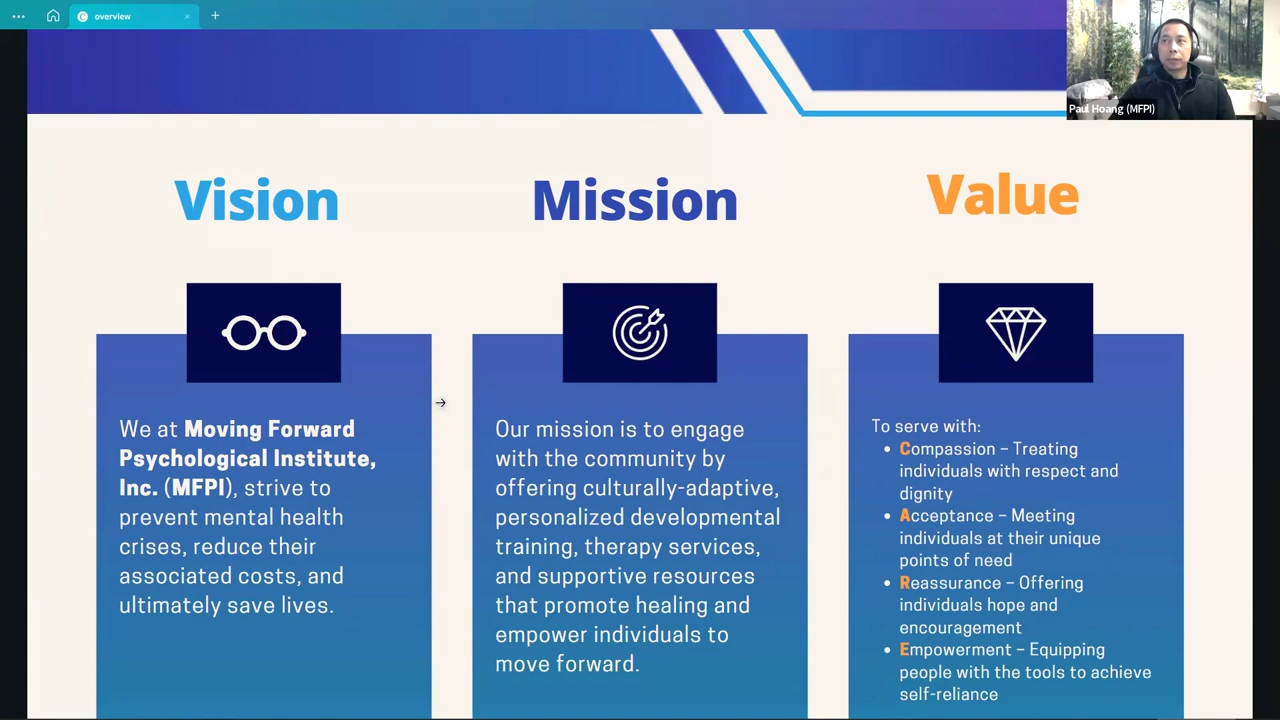 overview
Paul Hoang (MFPI)
Vision
Mission
Value
We at Moving Forward
Psychological Institute,
Inc. (MFPI), strive to
prevent mental health
crises, reduce their
associated costs, and
ultimately save lives.
Our mission is to engage
with the community by
offering culturally-adaptive,
personalized developmental
training, therapy services,
and supportive resources
that promote healing and
empower individuals to
move forward.
To serve with:
• Compassion – Treating
individuals with respect and
dignity
• Acceptance – Meeting
individuals at their unique
points of need
• Reassurance – Offering
individuals hope and
encouragement
• Empowerment – Equipping
people with the tools to achieve
self-reliance